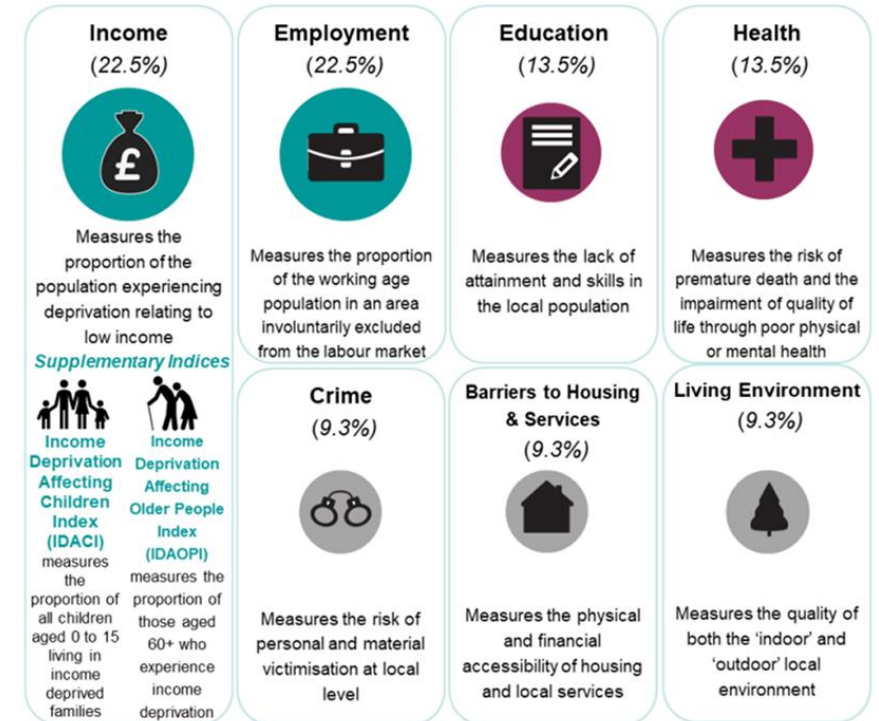 Income
(22.5%)
£
Measures the
proportion of the
population experiencing
deprivation relating to
low income
Supplementary Indices
Income
Deprivation
Affecting
Children
Index
(IDACI)
measures
the
proportion of
all children
aged 0 to 15
living in
income
deprived
families
Income
Deprivation
Affecting
Older People
Index
(IDAOPI)
measures the
proportion of
those aged
60+ who
experience
income
deprivation
Employment
(22.5%)
Measures the proportion
of the working age
population in an area
involuntarily excluded
from the labour market
Education
(13.5%)
Measures the lack of
attainment and skills in
the local population
Health
(13.5%)
Measures the risk of
premature death and the
impairment of quality of
life through poor physical
or mental health
Crime
(9.3%)
Measures the risk of
personal and material
victimisation at local
level
Barriers to Housing
& Services
(9.3%)
Measures the physical
and financial
accessibility of housing
and local services
Living Environment
(9.3%)
Measures the quality of
both the ‘indoor’ and
‘outdoor’ local
environment